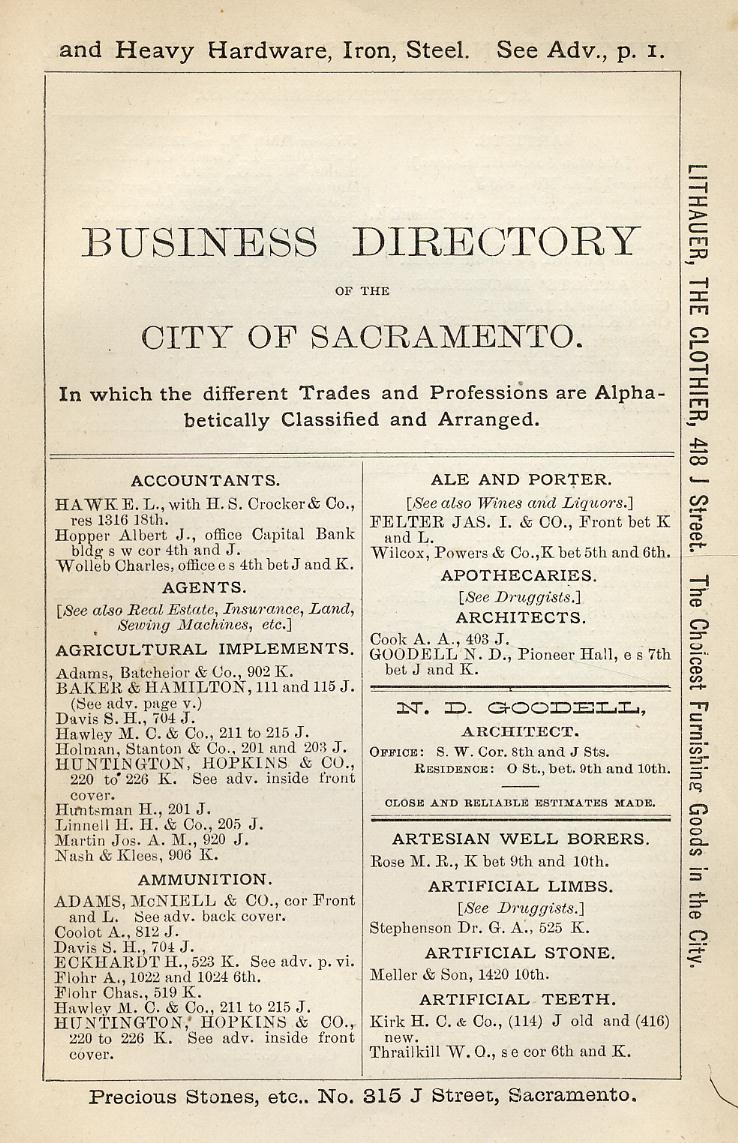 and Heavy Hardware, Iron, Steel. See Adv., p. 1.
BUSINESS DIRECTORY
OF THE
CITY OF SACRAMENTO.
In which the different Trades and Professions are Alpha-
betically Classified and Arranged.
ACCOUNTANTS.
HAWK E. L., with H. S. Crocker & Co.,
res 1316 18th.
Hopper Albert J., office Capital Bank
bldg s w cor 4th and J.
Wolleb Charles, office e s 4th bet J and K.
AGENTS.
[See also Real Estate, Insurance, Land,
Sewing Machines, etc.]
AGRICULTURAL IMPLEMENTS.
Adams, Batchelor & Co., 902 K.
BAKER & HAMILTON, 111 and 115 J.
(See adv. page v.)
Davis S. H., 704 J.
Hawley M. C. & Co., 211 to 215 J.
Holman, Stanton & Co., 201 and 203 J.
HUNTINGTON, HOPKINS & CO.,
220 to 226 K. See adv. inside front
cover.
Huntsman H., 201 J.
Linnell H. H. & Co., 205 J.
Martin Jos. A. M., 920 J.
Nash & Klees, 906 K.
AMMUNITION.
ADAMS, McNIELL & CO., cor Front
and L. See adv. back cover.
Coolot A., 812 J.
Davis S. H., 704 J.
ECKHARDT H., 523 K. See adv. p. vi.
Flohr A., 1022 and 1024 6th.
Flohr Chas., 519 K.
Hawley M. C. & Co., 211 to 215 J.
HUNTINGTON, HOPKINS & CO.,
220 to 226 K. See adv. inside front
cover.
ALE AND PORTER.
[See also Wines and Liquors.]
FELTER JAS. I. & CO., Front bet K
and L.
Wilcox, Powers & Co., K bet 5th and 6th.
APOTHECARIES.
[See Druggists.]
ARCHITECTS.
Cook A. A., 403 J.
GOODELL N. D., Pioneer Hall, e s 7th
bet J and K.
N. D. GOODELL,
ARCHITECT.
OFFICE: S. W. Cor. 8th and J Sts.
RESIDENCE: O St., bet. 9th and 10th.
CLOSE AND RELIABLE ESTIMATES MADE.
ARTESIAN WELL BORERS.
Rose M. R., K bet 9th and 10th.
ARTIFICIAL LIMBS.
[See Druggists.]
Stephenson Dr. G. A., 525 K.
ARTIFICIAL STONE.
Meller & Son, 1420 10th.
ARTIFICIAL TEETH.
Kirk H. C. & Co., (114) J old and (416)
new.
Thrailkill W. O., s e cor 6th and K.
LITHAUER, THE CLOTHIER, 418 J Street. The Choicest Furnishing Goods in the City.
Precious Stones, etc.. No. 315 J Street, Sacramento.